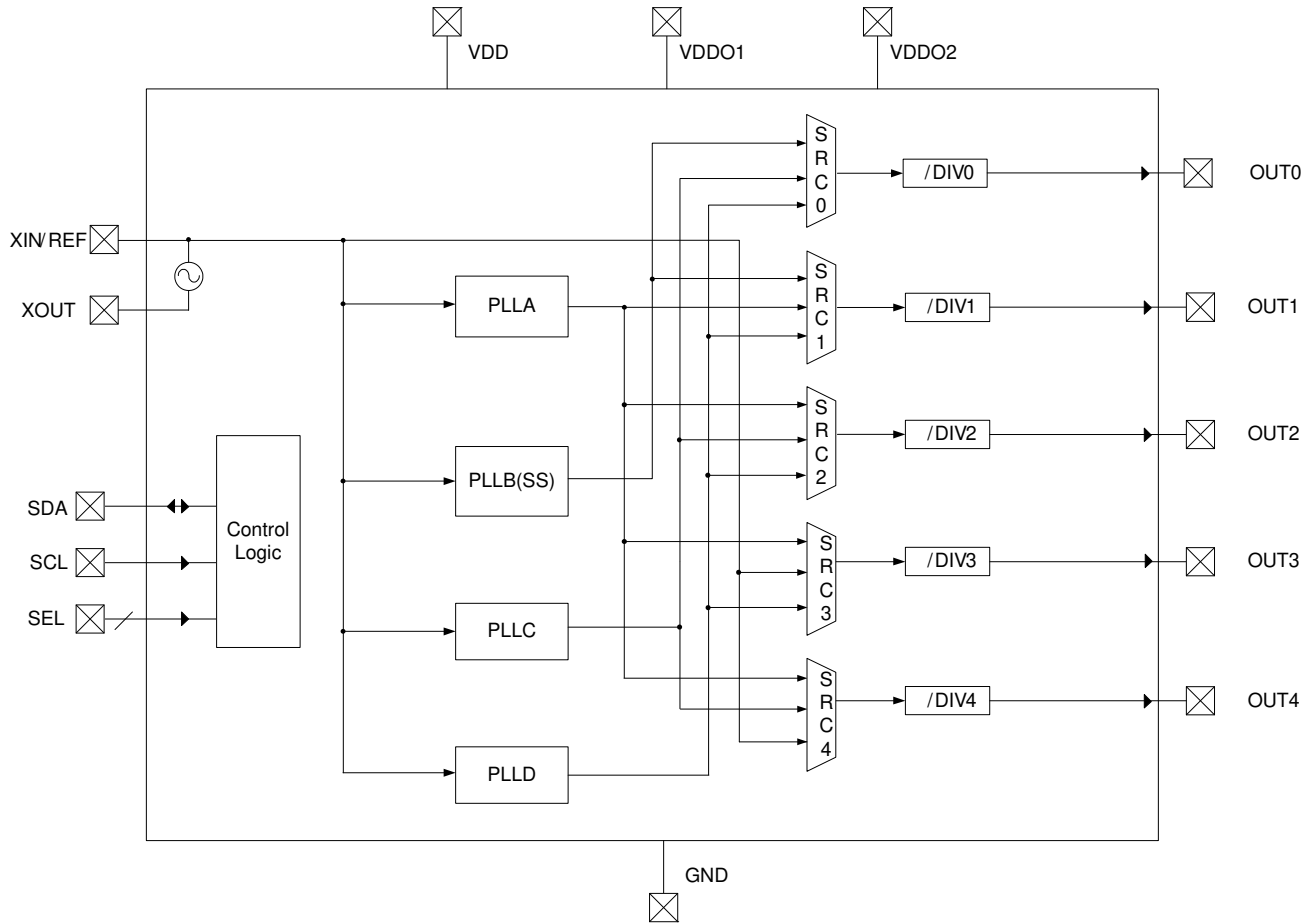 VDD
VDDO1
VDDO2
SRC0
/DIV0
OUT0
XIN/REF
XOUT
PLLA
SRC1
/DIV1
OUT1
SRC2
/DIV2
OUT2
PLLB(SS)
SDA
SCL
SEL
Control
Logic
SRC3
/DIV3
OUT3
PLLC
SRC4
/DIV4
OUT4
PLLD
GND